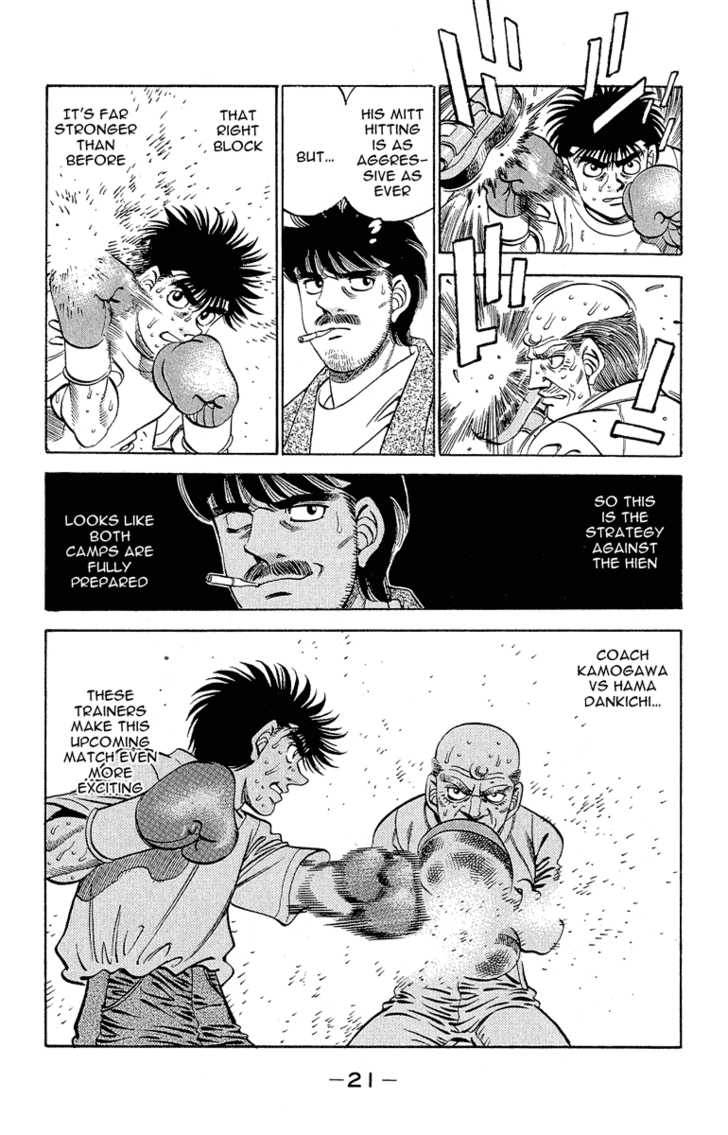 HIS MITT
HITTING
IS AS
AGGRES-
SIVE AS
EVER
BUT...
THAT
RIGHT
BLOCK
IT'S FAR
STRONGER
THAN
BEFORE
SO THIS
IS THE
STRATEGY
AGAINST
THE HIEN
LOOKS LIKE
BOTH
CAMPS ARE
FULLY
PREPARED
COACH
KAMOGAWA
VS HAMA
DANKICHI...
THESE
TRAINERS
MAKE THIS
UPCOMING
MATCH EVEN
MORE
EXCITING
-21-